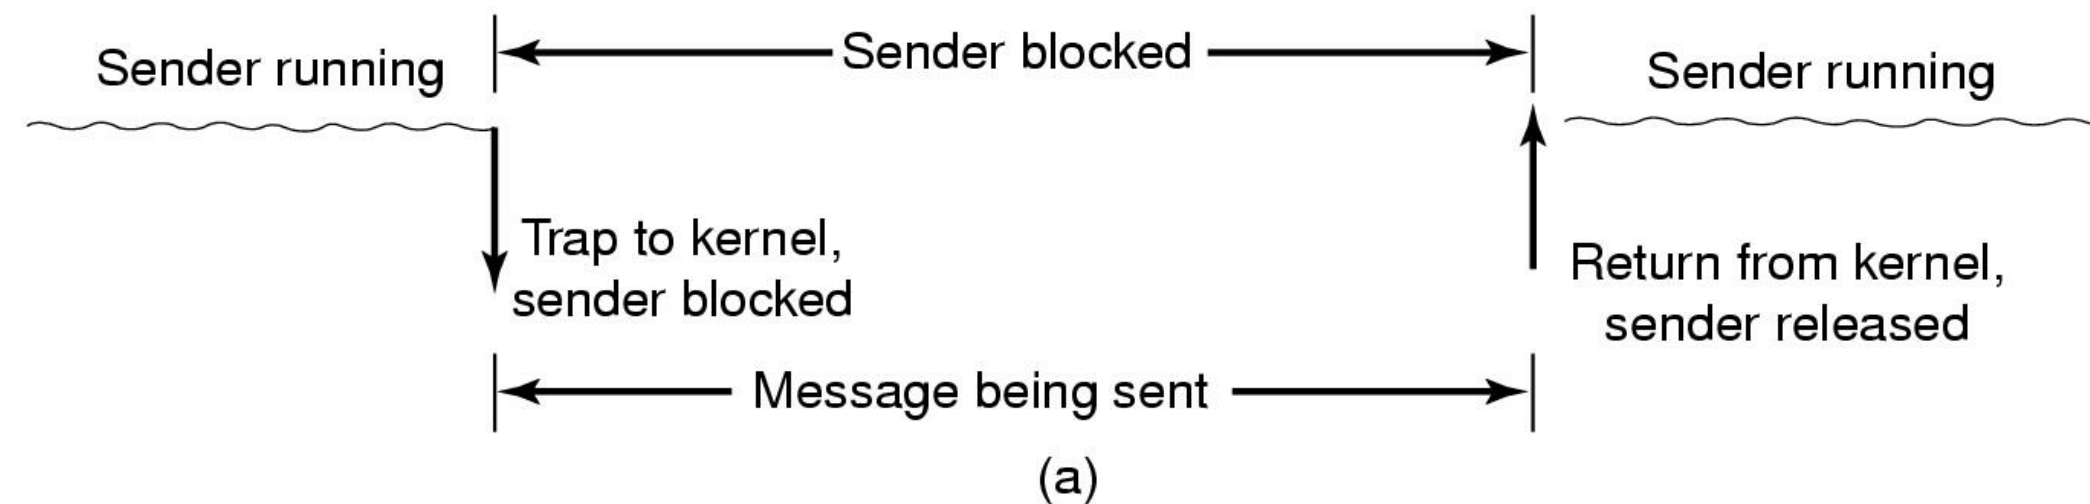 Sender running
Sender blocked
Sender running
Trap to kernel,
sender blocked
Return from kernel,
sender released
Message being sent
(a)